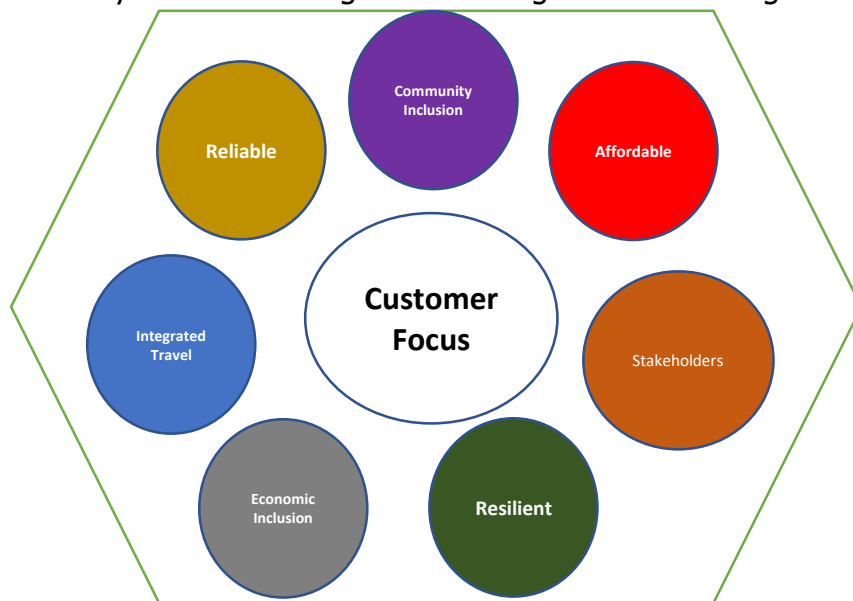 Community
Inclusion
Reliable
Affordable
Customer
Focus
Integrated
Travel
Stakeholders
Economic
Inclusion
Resilient